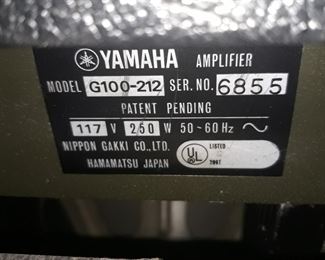 YAMAHA AMPLIFIER
MODEL G100-212 SER. NO. 6855
PATENT PENDING
117 V 250 W 50~60Hz
NIPPON GAKKI CO., LTD.
HAMAMATSU JAPAN
UL LISTED